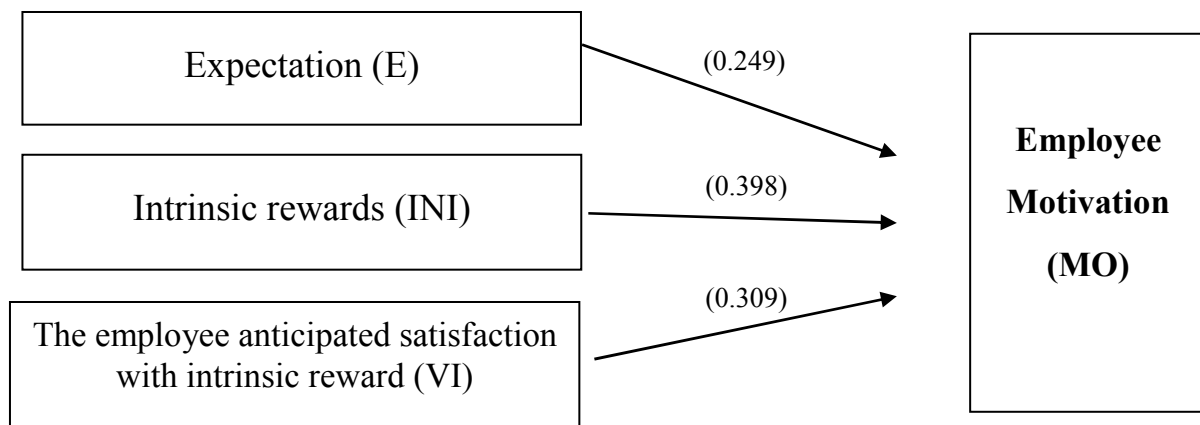 Expectation (E)
(0.249)
Intrinsic rewards (INI)
(0.398)
The employee anticipated satisfaction
with intrinsic reward (VI)
(0.309)
Employee
Motivation
(MO)